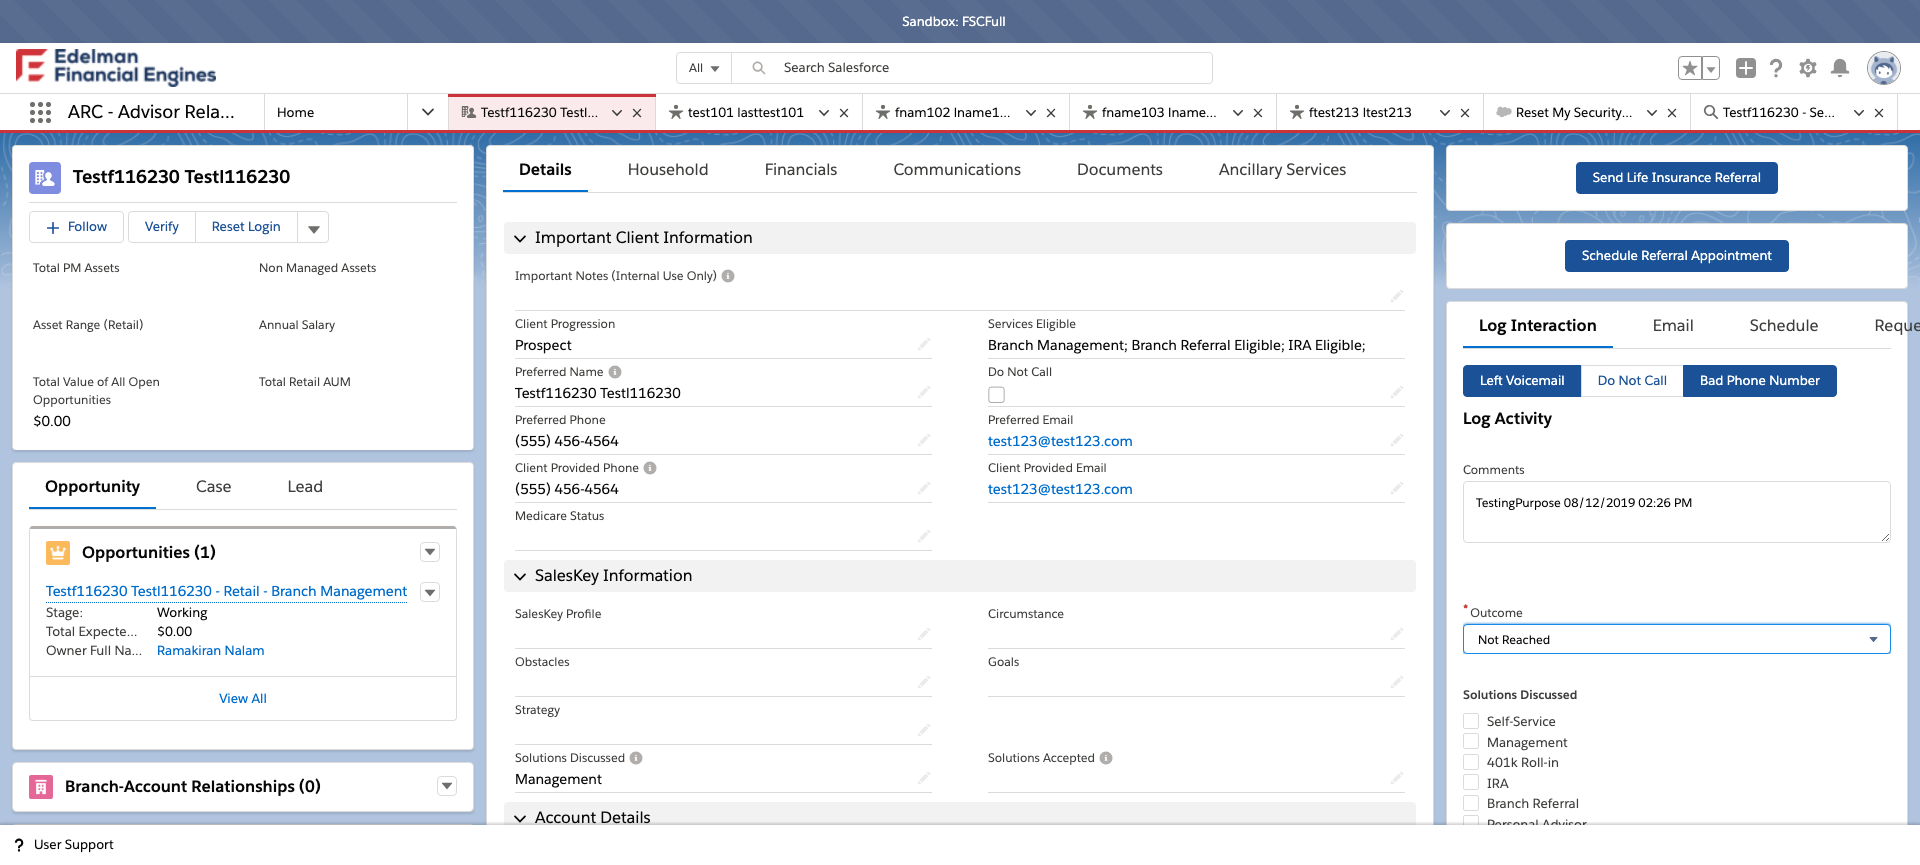 Sandbox: FSCFull
Edelman
Financial Engines
All
Search Salesforce
ARC - Advisor Rela...
Home
Testf116230 Testl...
test101 lasttest101
fnam102 lname1...
fname103 lname...
ftest213 ltest213
Reset My Security...
Testf116230 - Se...
Testf116230 Testl116230
Follow
Verify
Reset Login
Total PM Assets
Non Managed Assets
Asset Range (Retail)
Annual Salary
Total Value of All Open
Opportunities
Total Retail AUM
$0.00
Opportunity
Case
Lead
Opportunities (1)
Testf116230 Testl116230 - Retail - Branch Management
Stage:
Working
Total Expecte...
$0.00
Owner Full Na...
Ramakiran Nalam
View All
Branch-Account Relationships (0)
Details
Household
Financials
Communications
Documents
Ancillary Services
Important Client Information
Important Notes (Internal Use Only)
Client Progression
Prospect
Services Eligible
Branch Management; Branch Referral Eligible; IRA Eligible;
Preferred Name
Testf116230 Testl116230
Do Not Call
Preferred Phone
(555) 456-4564
Preferred Email
test123@test123.com
Client Provided Phone
(555) 456-4564
Client Provided Email
test123@test123.com
Medicare Status
SalesKey Information
SalesKey Profile
Circumstance
Obstacles
Goals
Strategy
Solutions Discussed
Management
Solutions Accepted
Account Details
Send Life Insurance Referral
Schedule Referral Appointment
Log Interaction
Email
Schedule
Reque
Left Voicemail
Do Not Call
Bad Phone Number
Log Activity
Comments
TestingPurpose 08/12/2019 02:26 PM
* Outcome
Not Reached
Solutions Discussed
Self-Service
Management
401k Roll-in
IRA
Branch Referral
Personal Advisor
? User Support